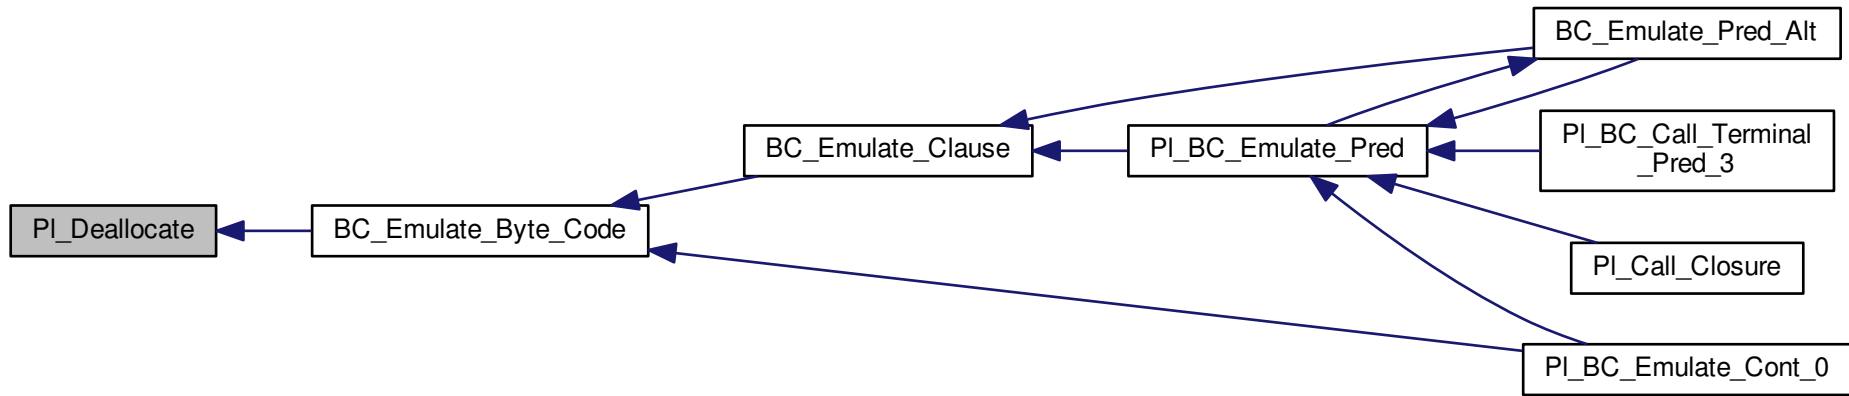 Pl_Deallocate
BC_Emulate_Byte_Code
BC_Emulate_Clause
Pl_BC_Emulate_Pred
BC_Emulate_Pred_Alt
Pl_BC_Call_Terminal
_Pred_3
Pl_Call_Closure
Pl_BC_Emulate_Cont_0